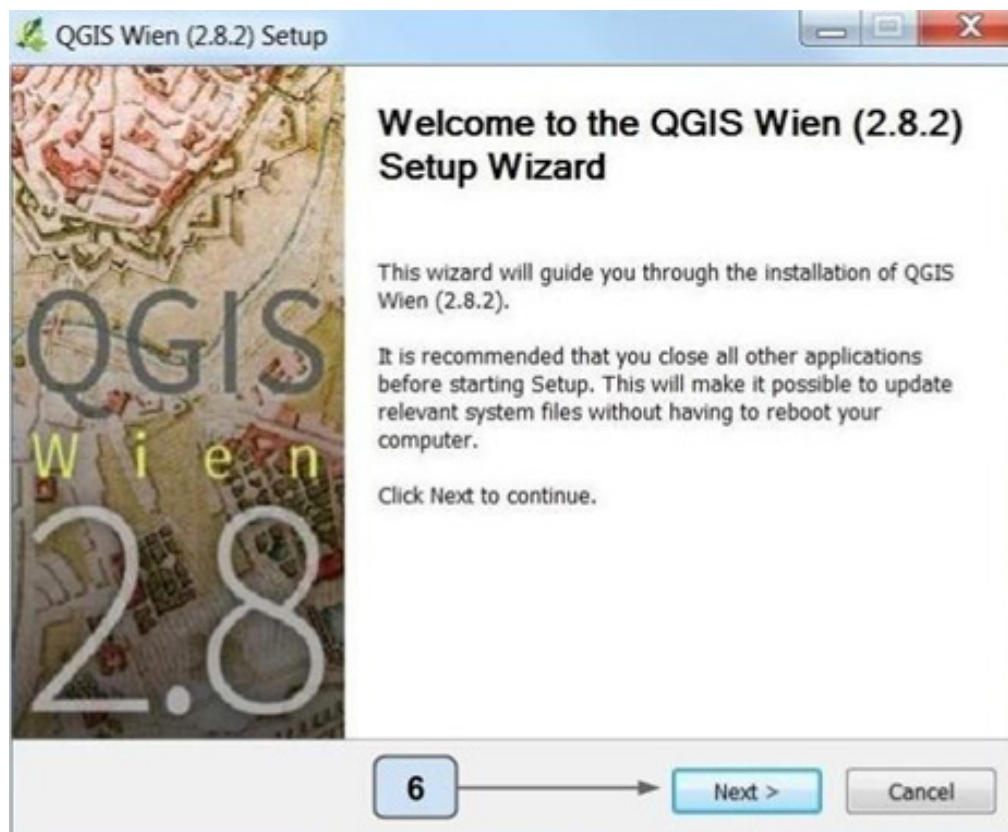 QGIS Wien (2.8.2) Setup
QGIS
Wien
2.8
Welcome to the QGIS Wien (2.8.2)
Setup Wizard
This wizard will guide you through the installation of QGIS
Wien (2.8.2).
It is recommended that you close all other applications
before starting Setup. This will make it possible to update
relevant system files without having to reboot your
computer.
Click Next to continue.
6
Next >
Cancel